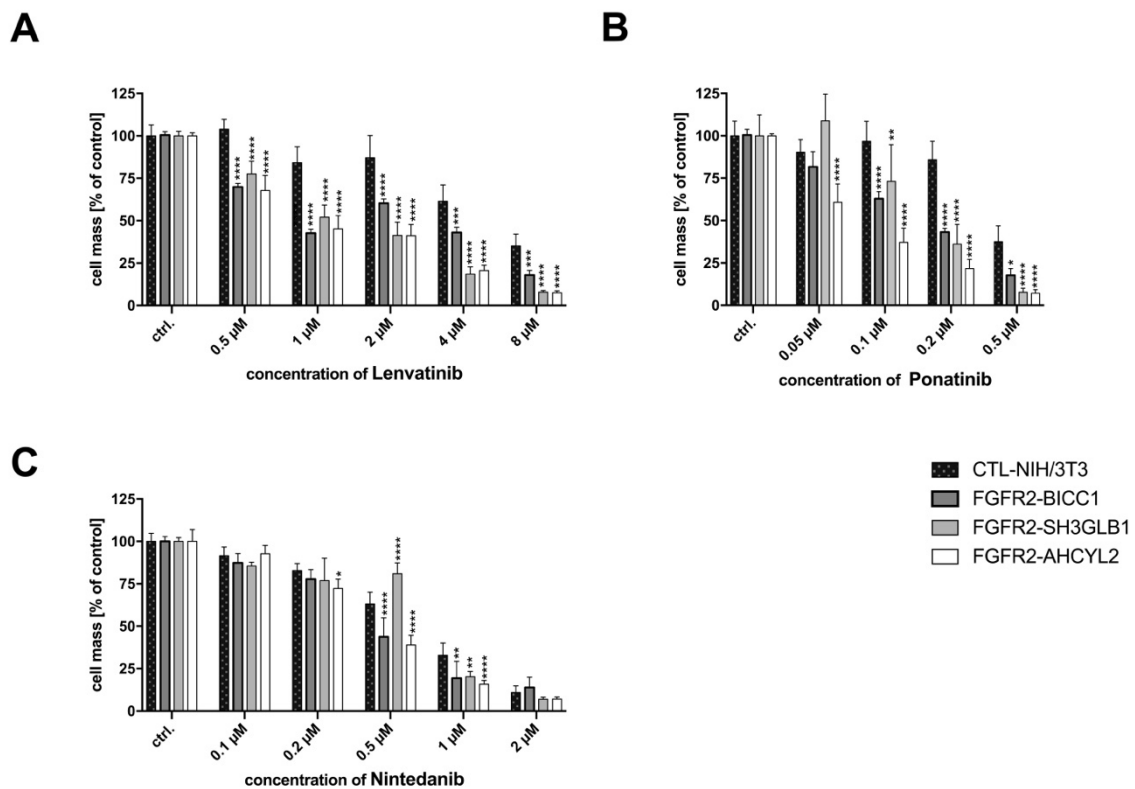 A
B
125
100
75
50
25
0
cell mass [% of control]
****
****
****
****
****
****
****
****
****
***
****
****
***
****
****
ctrl.
0.5 µM
1 µM
2 µM
4 µM
8 µM
concentration of Lenvatinib
125
100
75
50
25
0
cell mass [% of control]
****
****
**
****
****
****
****
*
****
****
ctrl.
0.05 µM
0.1 µM
0.2 µM
0.5 µM
concentration of Ponatinib
C
125
100
75
50
25
0
cell mass [% of control]
*
****
****
****
**
**
****
ctrl.
0.1 µM
0.2 µM
0.5 µM
1 µM
2 µM
concentration of Nintedanib
CTL-NIH/3T3
FGFR2-BICC1
FGFR2-SH3GLB1
FGFR2-AHCYL2